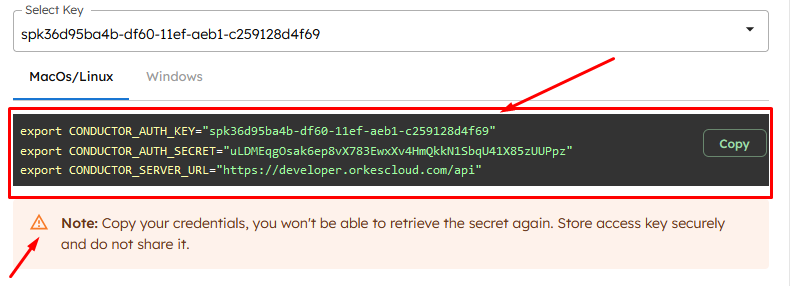 Select Key
spk36d95ba4b-df60-11ef-aeb1-c259128d4f69
MacOs/Linux Windows
export CONDUCTOR_AUTH_KEY="spk36d95ba4b-df60-11ef-aeb1-c259128d4f69"
export CONDUCTOR_AUTH_SECRET="uLDMEqgOsak6ep8vX783EwxXv4HmQkkN1SbqU41X85zUUPpz"
export CONDUCTOR_SERVER_URL="https://developer.orkescloud.com/api"
Copy
Note: Copy your credentials, you won't be able to retrieve the secret again. Store access key securely
and do not share it.